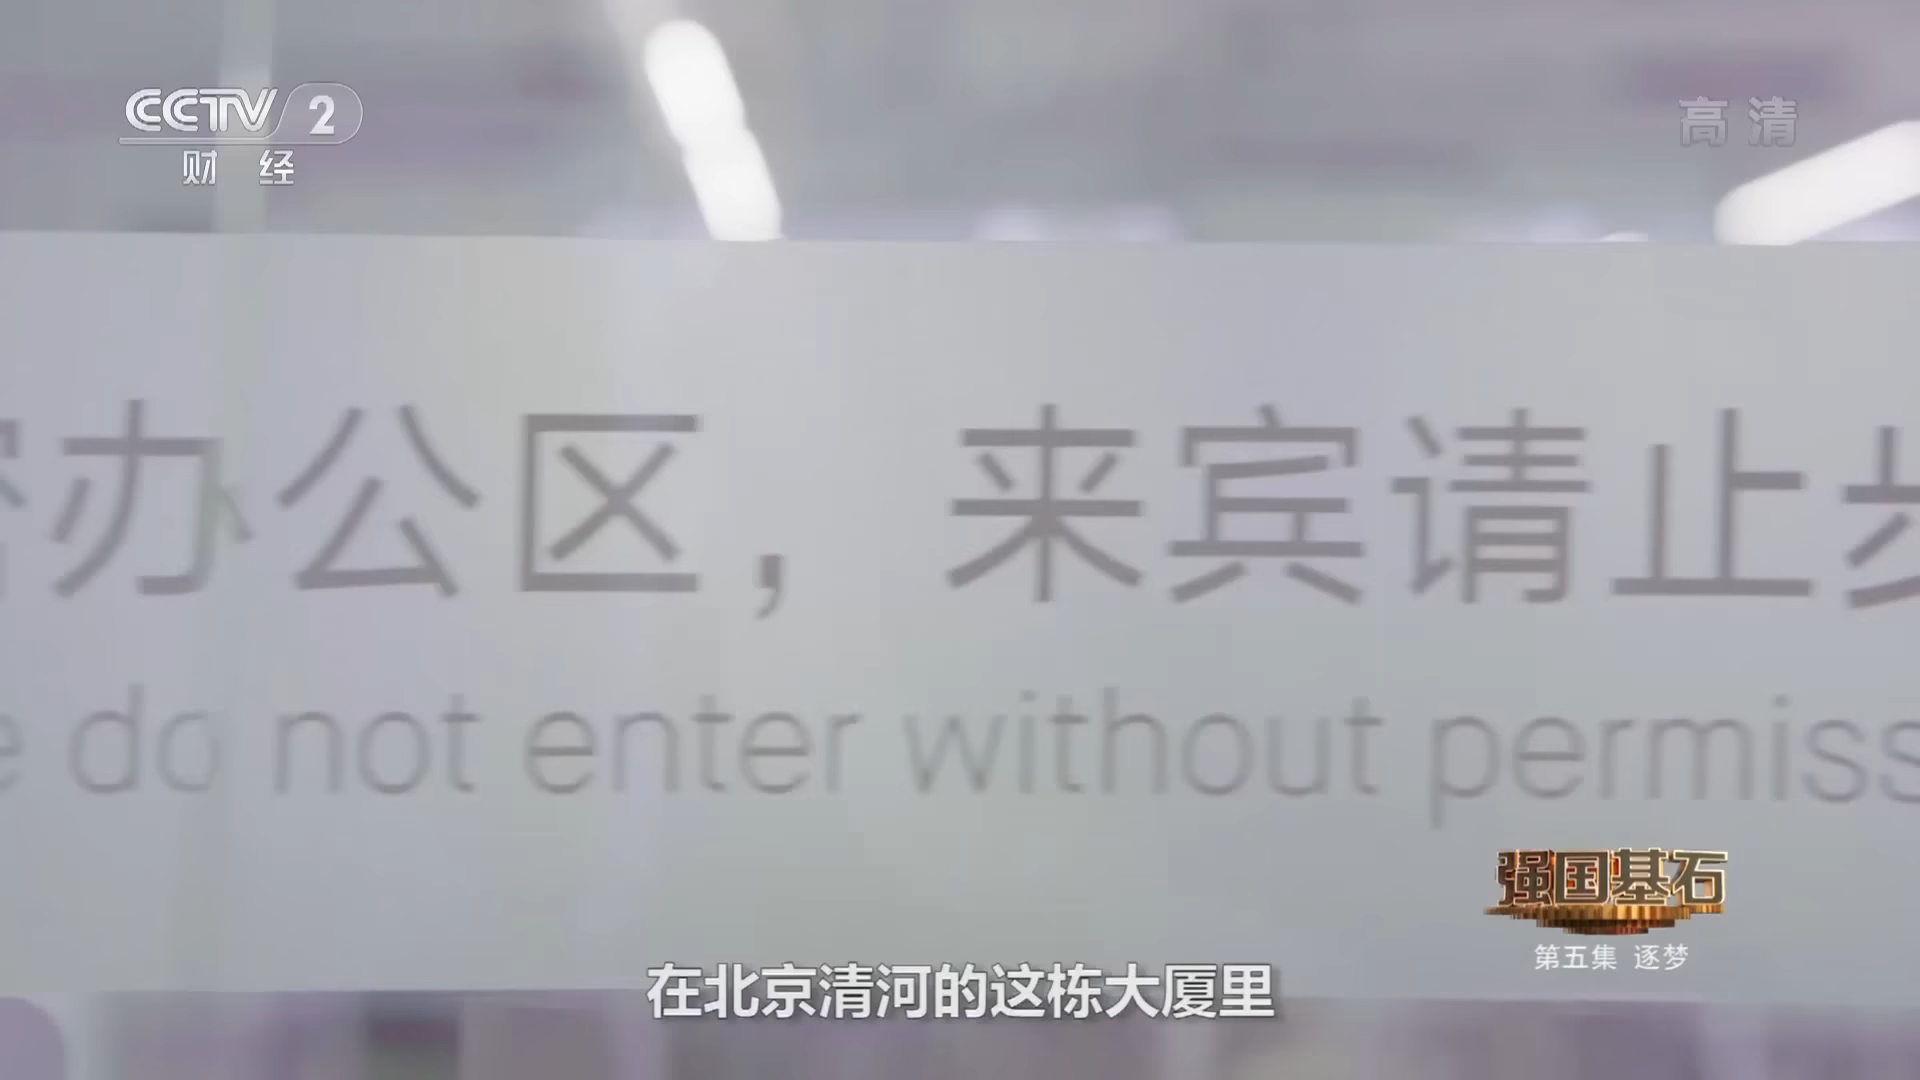 CCTV 2
财 经
高 清
办公区，来宾请止步
do not enter without permiss
强国基石
第五集 逐梦
在北京清河的这栋大厦里